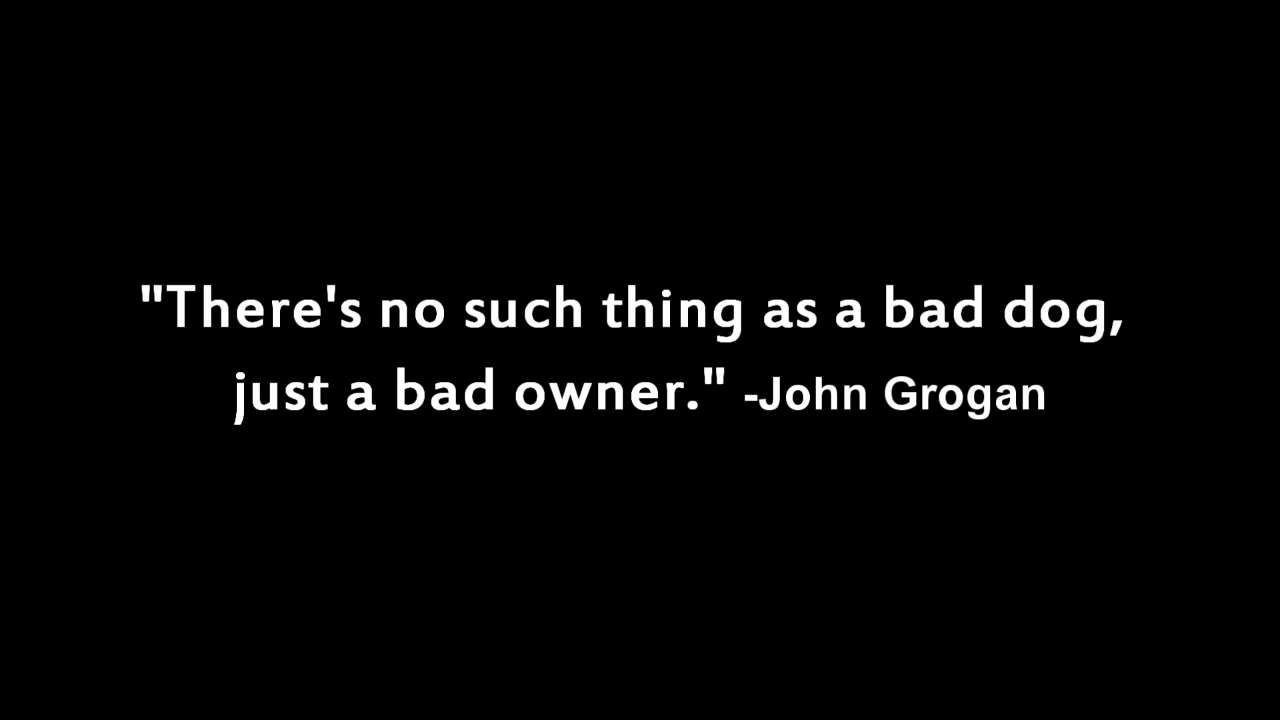 "There's no such thing as a bad dog,
just a bad owner." -John Grogan